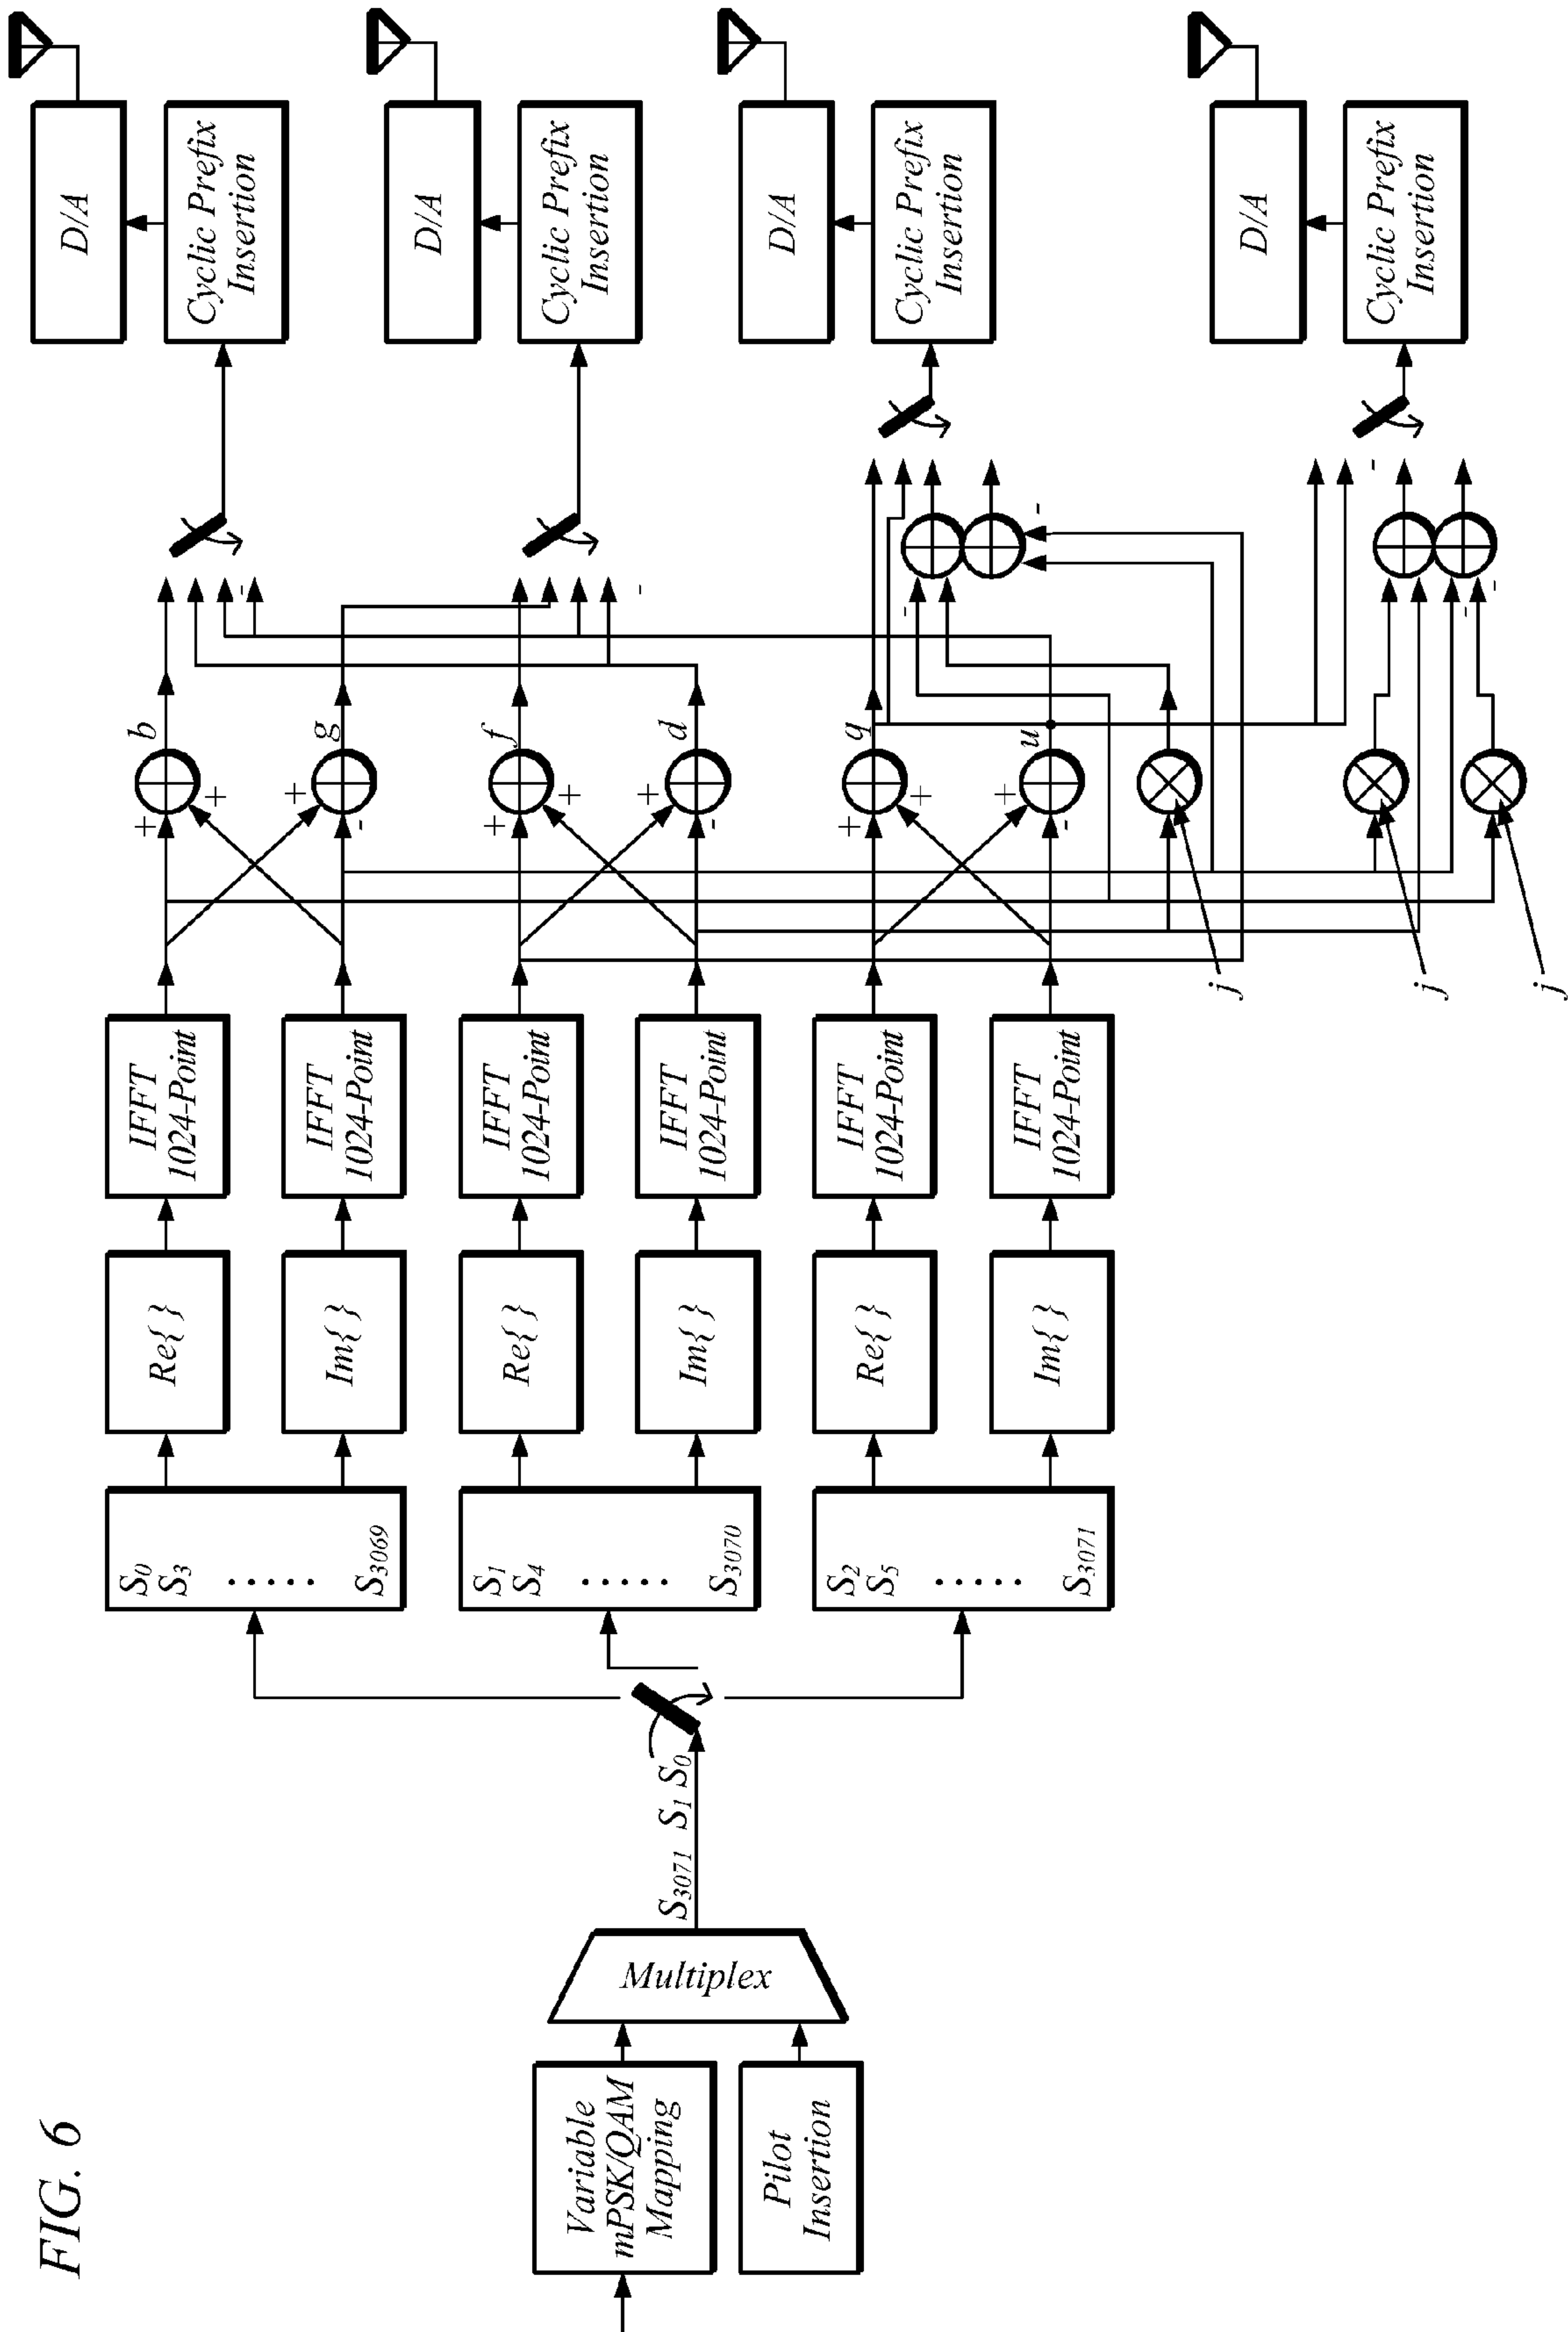 FIG. 6
Variable
mPSK/QAM
Mapping
Pilot
Insertion
Multiplex
S3071 S1 S0
S0
S3
.....
S3069
S1
S4
.....
S3070
S2
S5
.....
S3071
Re{ }
Im{ }
Re{ }
Im{ }
Re{ }
Im{ }
IFFT
1024-Point
IFFT
1024-Point
IFFT
1024-Point
IFFT
1024-Point
IFFT
1024-Point
IFFT
1024-Point
+
+
b
+
-
g
+
+
f
+
-
d
+
+
q
+
-
u
j
j
j
-
-
-
-
-
-
-
Cyclic Prefix
Insertion
D/A
Cyclic Prefix
Insertion
D/A
Cyclic Prefix
Insertion
D/A
Cyclic Prefix
Insertion
D/A